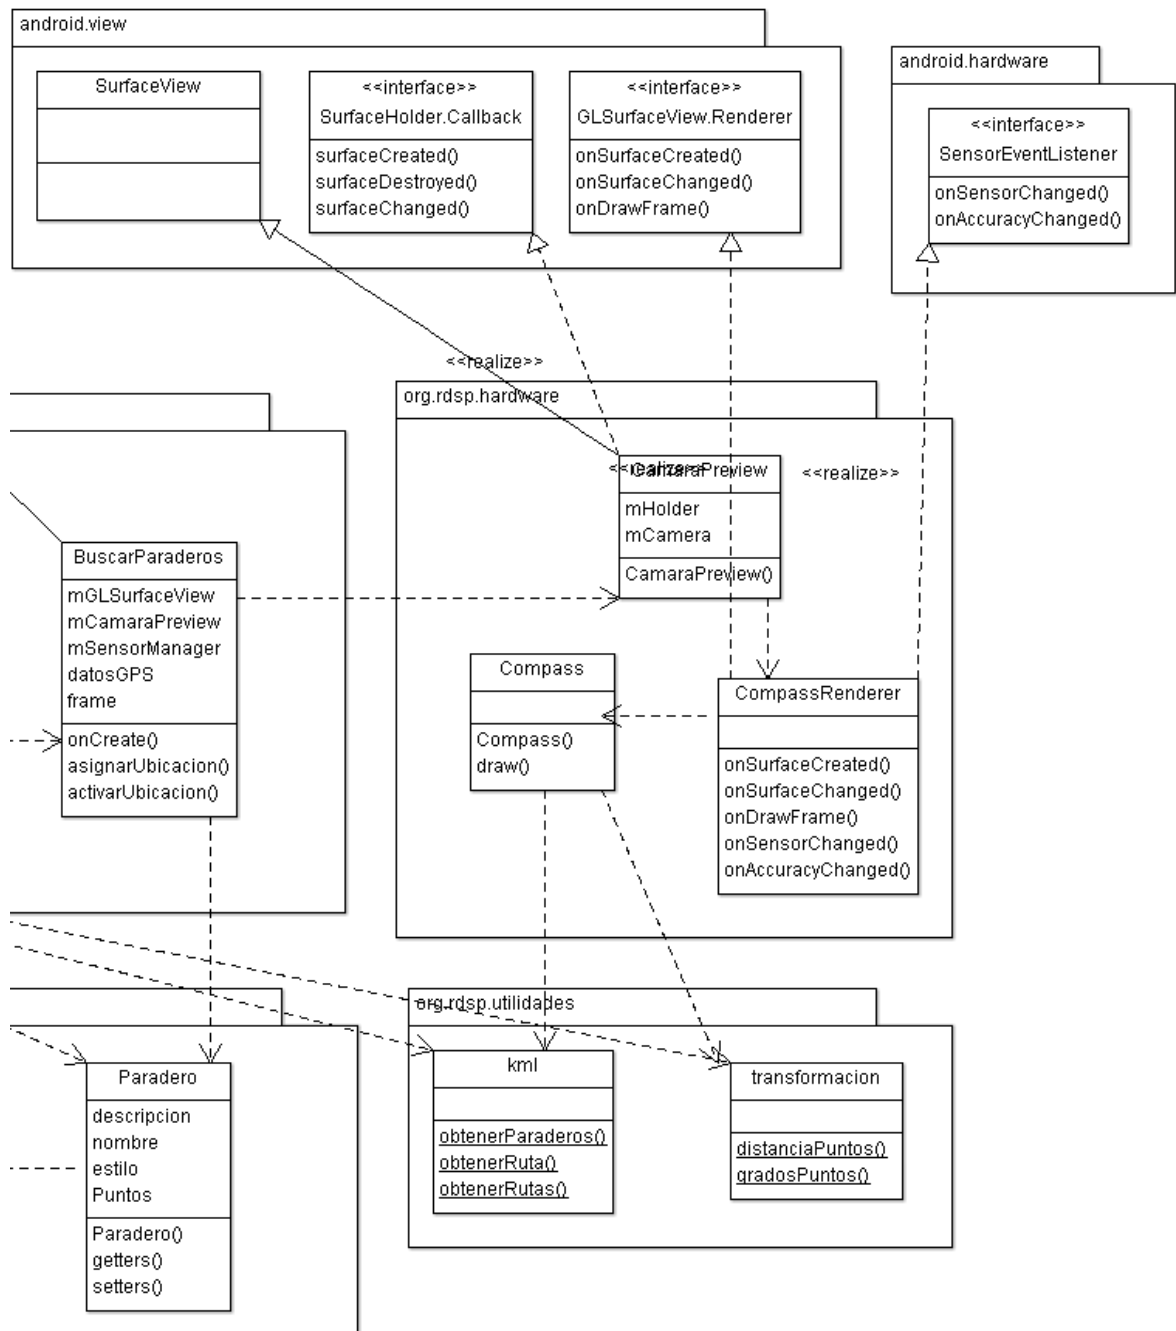 android.view
SurfaceView
<<interface>>
SurfaceHolder.Callback
surfaceCreated()
surfaceDestroyed()
surfaceChanged()
<<interface>>
GLSurfaceView.Renderer
onSurfaceCreated()
onSurfaceChanged()
onDrawFrame()
android.hardware
<<interface>>
SensorEventListener
onSensorChanged()
onAccuracyChanged()
<<realize>>
org.rdsp.hardware
<<realize>>
CamaraPreview
mHolder
mCamera
CamaraPreview()
<<realize>>
BuscarParaderos
mGLSurfaceView
mCamaraPreview
mSensorManager
datosGPS
frame
onCreate()
asignarUbicacion()
activarUbicacion()
Compass
Compass()
draw()
CompassRenderer
onSurfaceCreated()
onSurfaceChanged()
onDrawFrame()
onSensorChanged()
onAccuracyChanged()
org.rdsp.utilidades
Paradero
descripcion
nombre
estilo
Puntos
Paradero()
getters()
setters()
kml
obtenerParaderos()
obtenerRuta()
obtenerRutas()
transformacion
distanciaPuntos()
gradosPuntos()